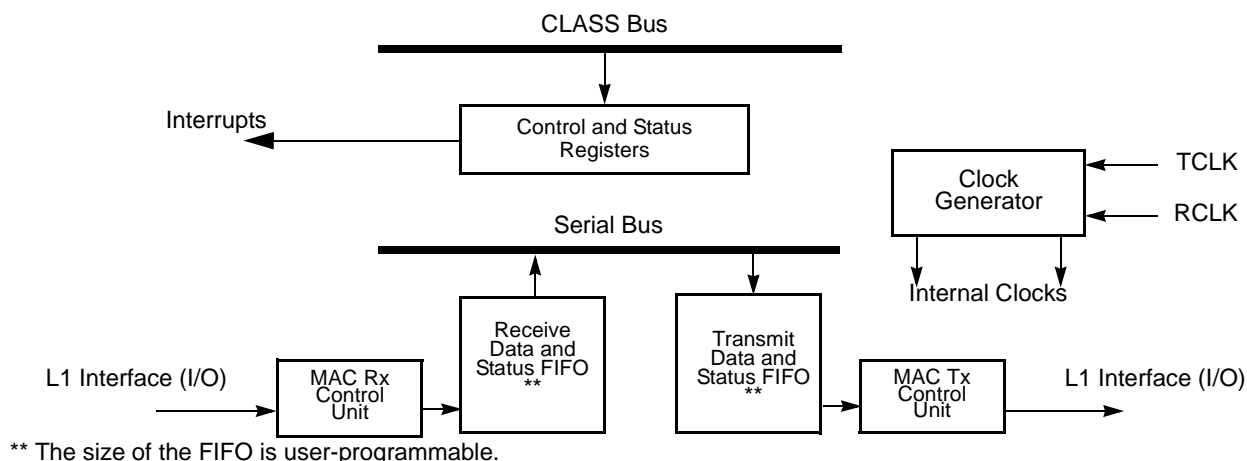 CLASS Bus
Interrupts
Control and Status
Registers
Clock
Generator
TCLK
RCLK
Serial Bus
Internal Clocks
L1 Interface (I/O)
MAC Rx
Control
Unit
Receive
Data and
Status FIFO
**
Transmit
Data and
Status FIFO
**
MAC Tx
Control
Unit
L1 Interface (I/O)
** The size of the FIFO is user-programmable.